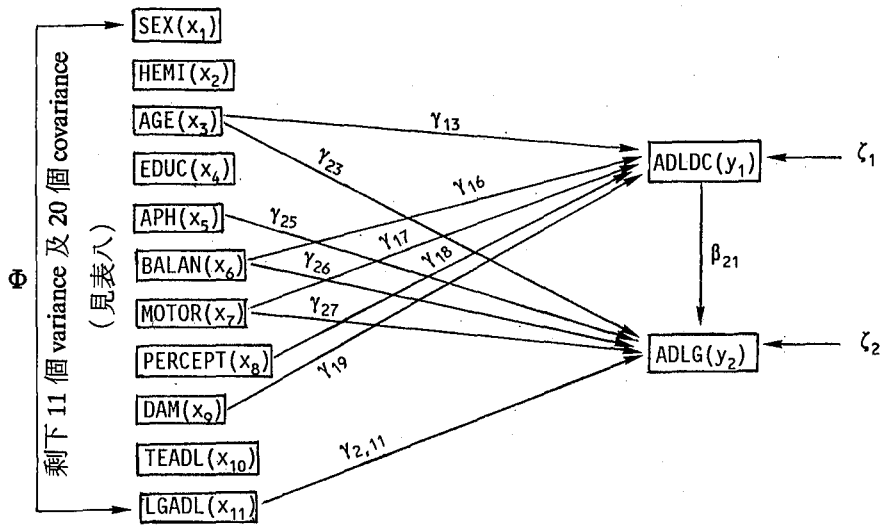 Φ
剩下 11 個 variance 及 20 個 covariance
(見表八)
SEX(x₁)
HEMI(x₂)
AGE(x₃)
EDUC(x₄)
APH(x₅)
BALAN(x₆)
MOTOR(x₇)
PERCEPT(x₈)
DAM(x₉)
TEADL(x₁₀)
LGADL(x₁₁)
γ₁₃
γ₂₃
γ₁₆
γ₂₅
γ₁₇
γ₂₆
γ₁₈
γ₂₇
γ₁₉
γ₂,₁₁
ADLDC(y₁)
ζ₁
β₂₁
ADLG(y₂)
ζ₂